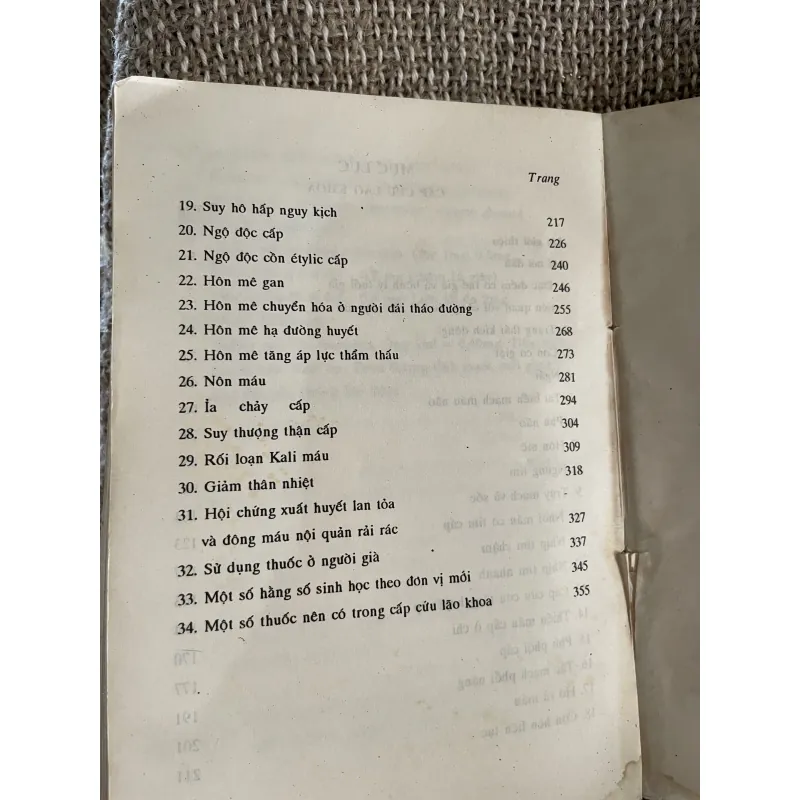 Trang
19. Suy hô hấp nguy kịch 217
20. Ngộ độc cấp 226
21. Ngộ độc cồn étylic cấp 240
22. Hôn mê gan 246
23. Hôn mê chuyển hóa ở người đái tháo đường 255
24. Hôn mê hạ đường huyết 268
25. Hôn mê tăng áp lực thẩm thấu 273
26. Nôn máu 281
27. Ỉa chảy cấp 294
28. Suy thượng thận cấp 304
29. Rối loạn Kali máu 309
30. Giảm thân nhiệt 318
31. Hội chứng xuất huyết lan tỏa
và đông máu nội quản rải rác 327
32. Sử dụng thuốc ở người già 337
33. Một số hằng số sinh học theo đơn vị mới 345
34. Một số thuốc nên có trong cấp cứu lão khoa 355